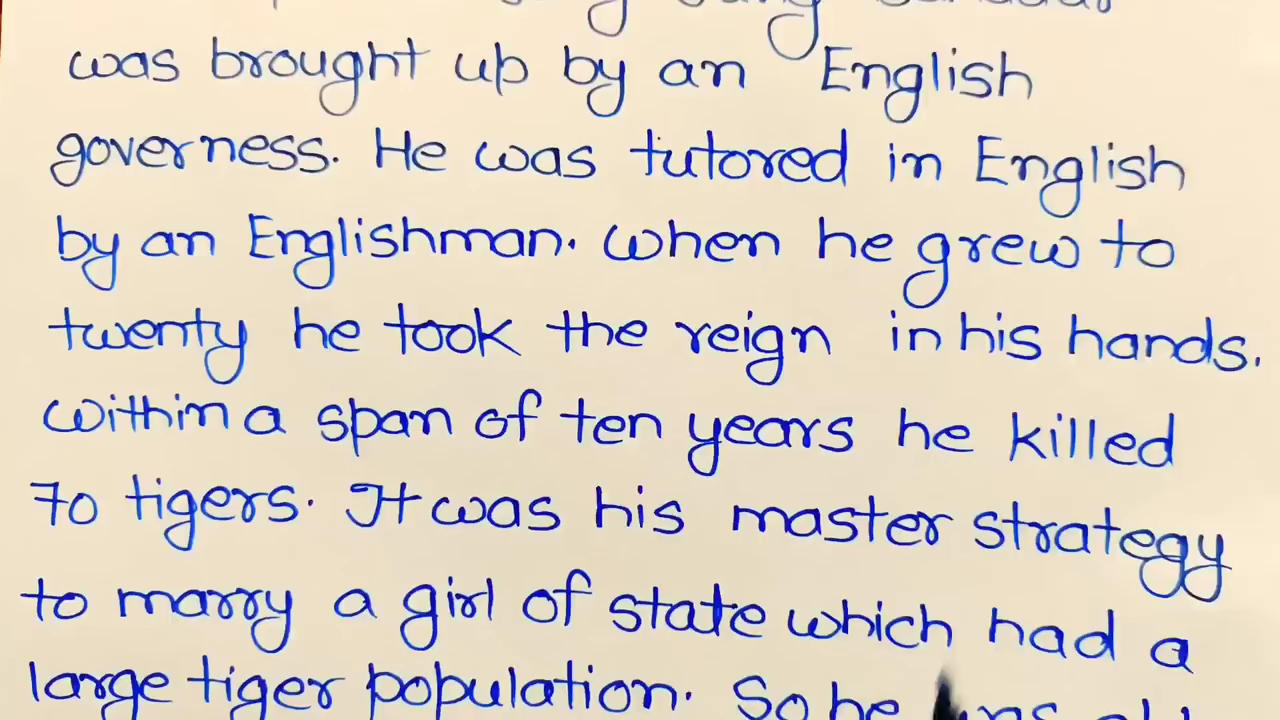 was brought up by an English
governess. He was tutored in English
by an Englishman. When he grew to
twenty he took the reign in his hands.
Within a span of ten years he killed
70 tigers. It was his master strategy
to marry a girl of state which had a
large tiger population. So he